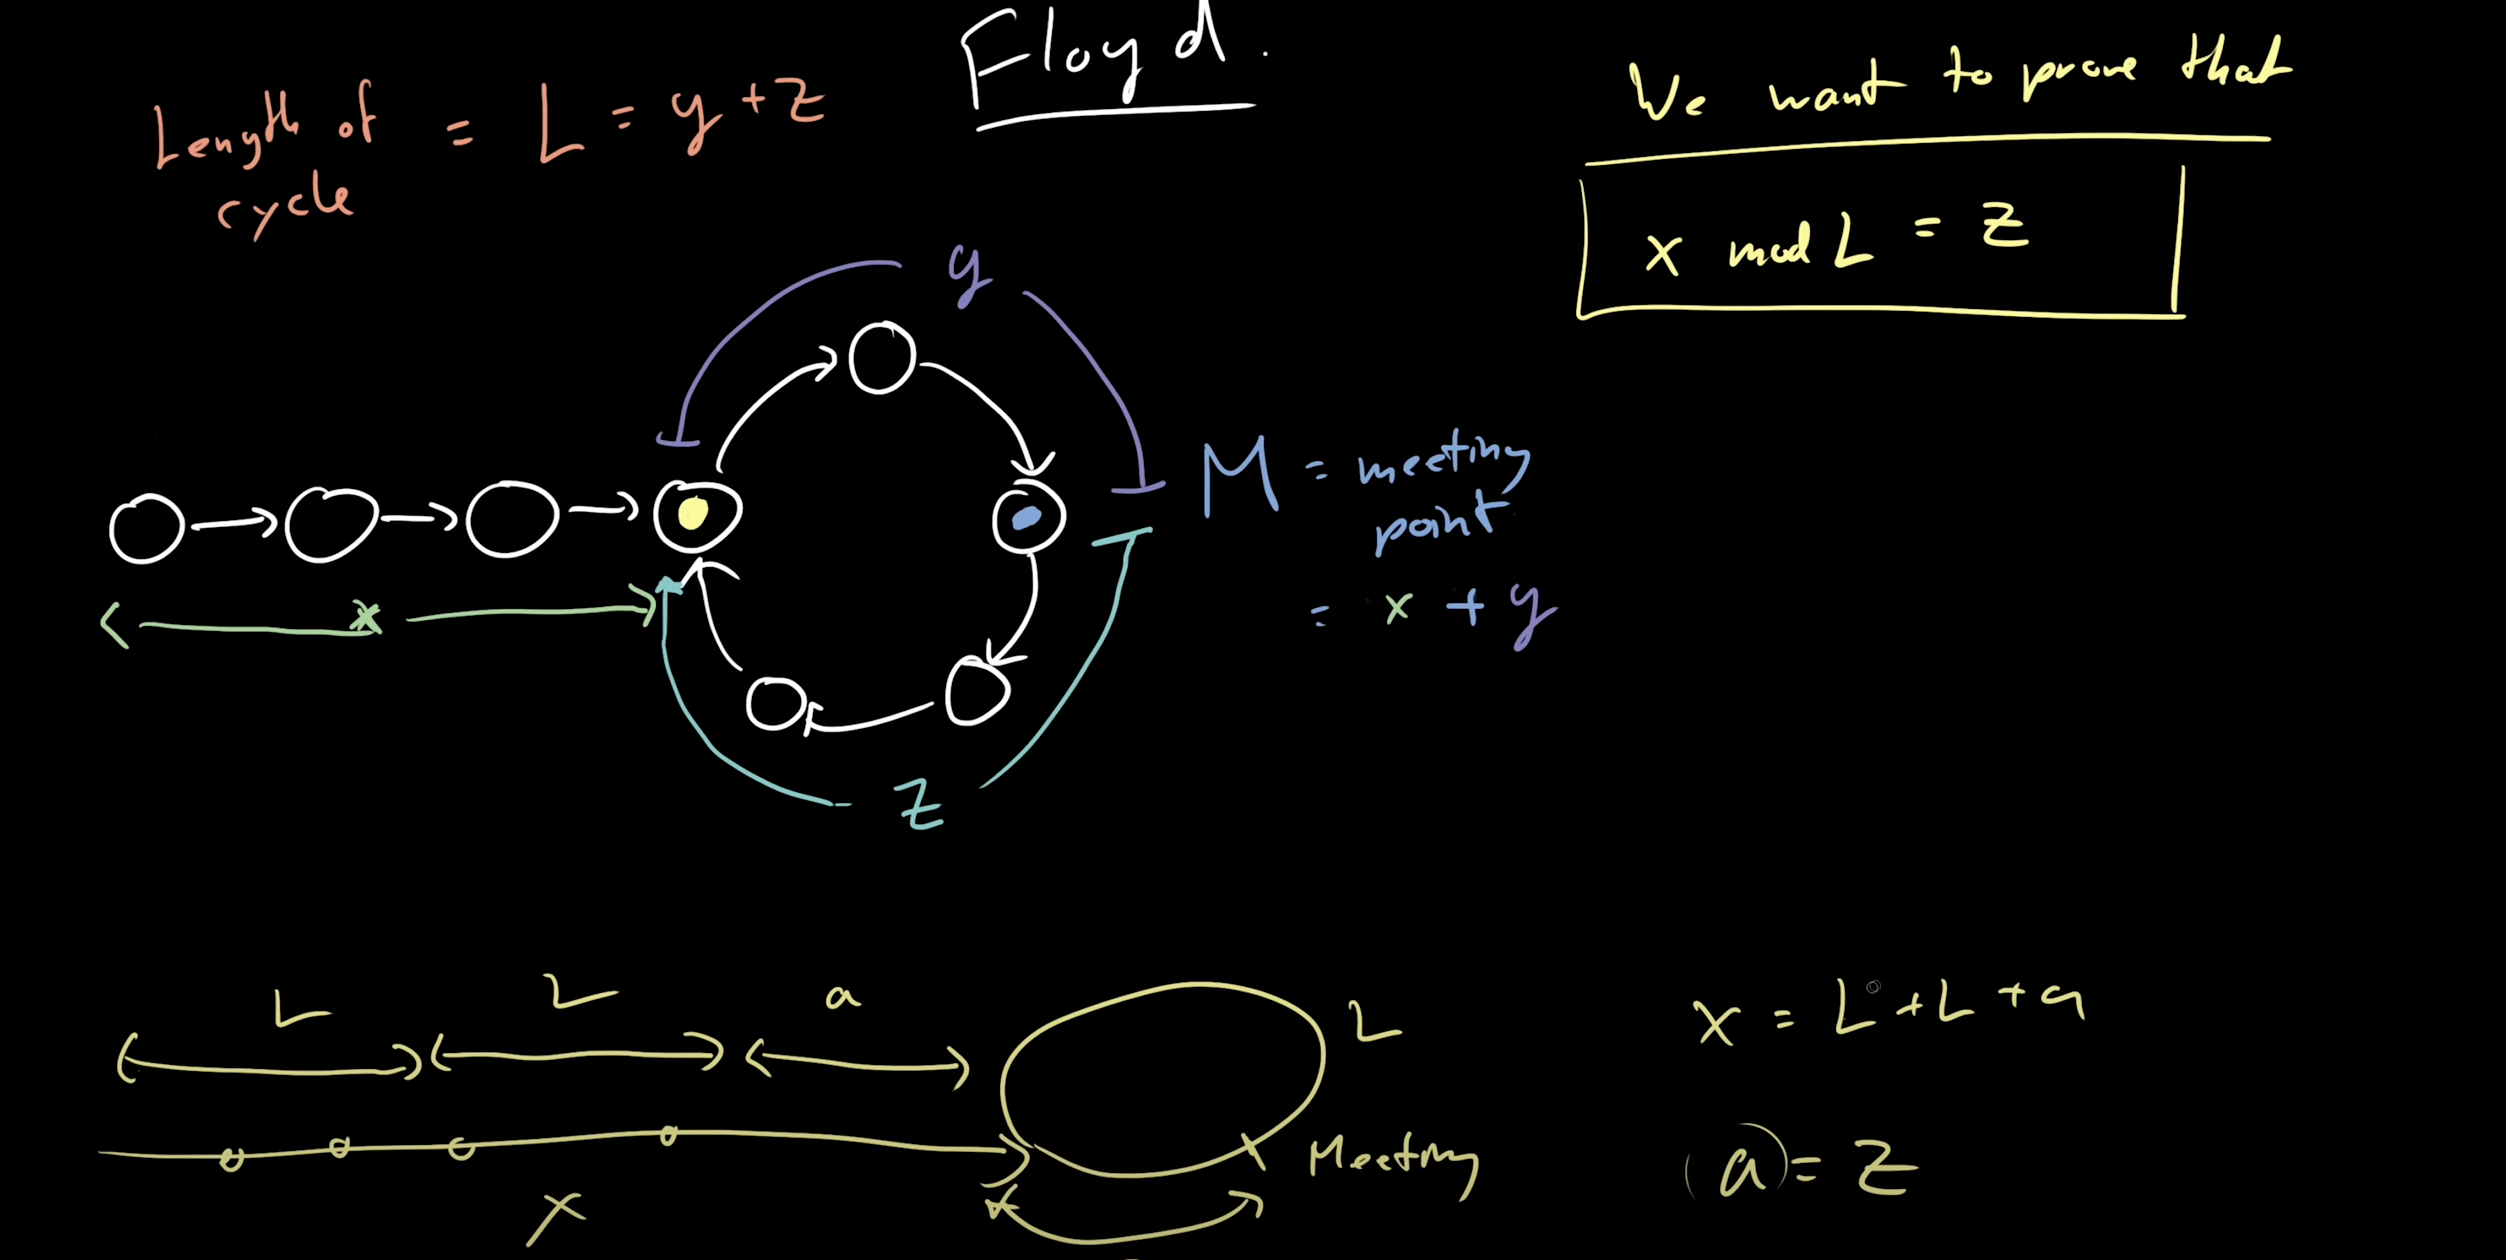 Floyd.
Length of
cycle
= L = y + z
We want to prove that
x mod L = z
y
M = meeting
point
= x + y
x
z
L
L
a
L
x = L + L + a
Meeting
a = z
x